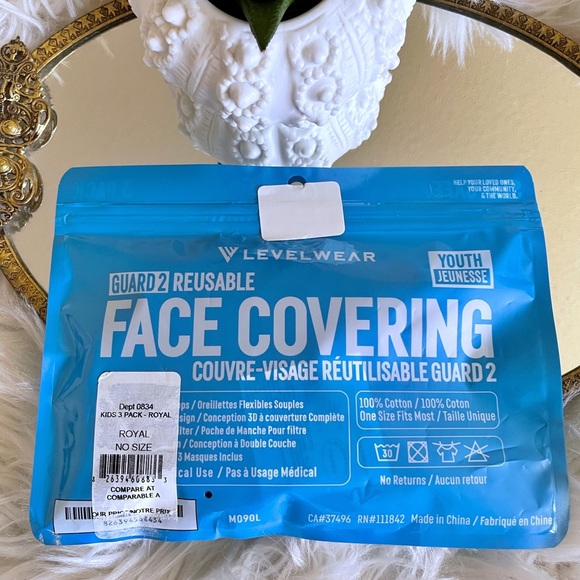 HELP YOUR LOVED ONES,
YOUR COMMUNITY,
& THE WORLD.
LEVELWEAR
YOUTH
JEUNESSE
GUARD 2 REUSABLE
FACE COVERING
COUVRE-VISAGE RÉUTILISABLE GUARD 2
/ Oreillettes Flexibles Souples
/ Conception 3D à couverture Complète
/ Poche de Manche Pour filtre
/ Conception à Double Couche
3 Masques Inclus
Use / Pas à Usage Médical
100% Cotton / 100% Coton
One Size Fits Most / Taille Unique
30
No Returns / Aucun retour
Dept 0834
KIDS 3 PACK - ROYAL
ROYAL
NO SIZE
COMPARE AT
COMPARABLE A
M090L
CA#37496 RN#111842 Made in China / Fabriqué en Chine